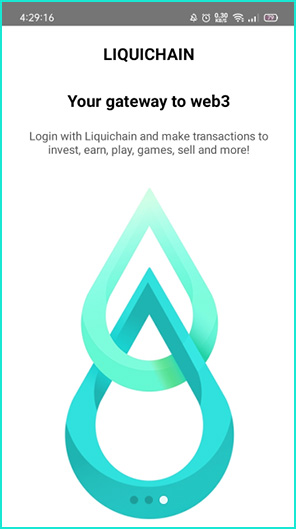 4:29:16 0.30 KB/S 79
LIQUICHAIN
Your gateway to web3
Login with Liquichain and make transactions to
invest, earn, play, games, sell and more!